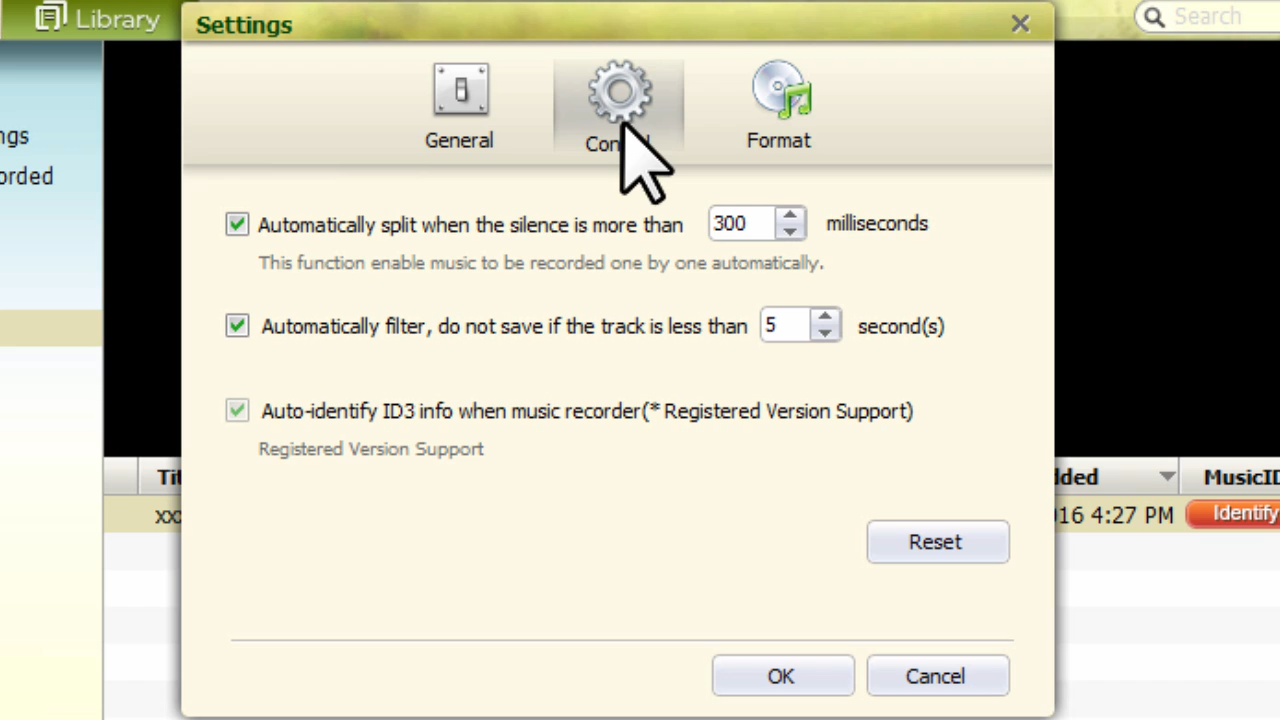 Library
Settings
Search
General
Format
orded
Automatically split when the silence is more than 300 milliseconds
This function enable music to be recorded one by one automatically.
Automatically filter, do not save if the track is less than 5 second(s)
Auto-identify ID3 info when music recorder(* Registered Version Support)
Registered Version Support
MusicID
16 4:27 PM
Identify
Reset
OK
Cancel